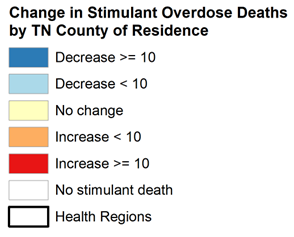 Change in Stimulant Overdose Deaths
by TN County of Residence
Decrease >= 10
Decrease < 10
No change
Increase < 10
Increase >= 10
No stimulant death
Health Regions